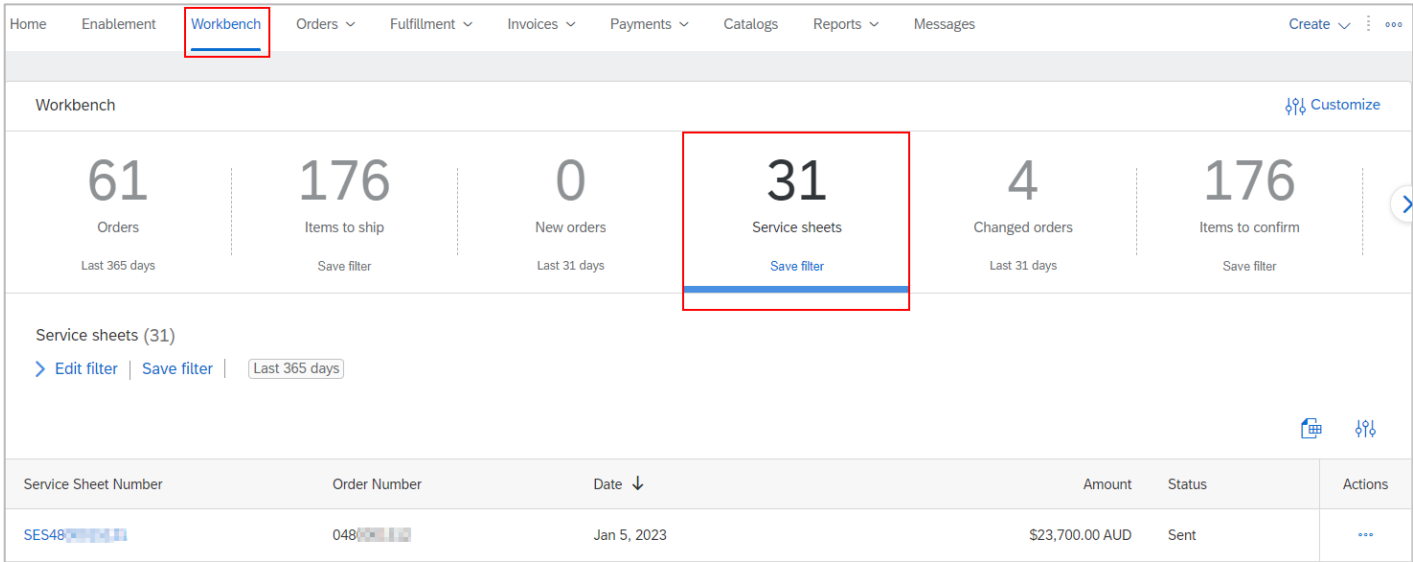 Home Enablement Workbench Orders Fulfillment Invoices Payments Catalogs Reports Messages Create
Workbench Customize
61 176 0 31 4 176
Orders Items to ship New orders Service sheets Changed orders Items to confirm
Last 365 days Save filter Last 31 days Save filter Last 31 days Save filter
Service sheets (31)
Edit filter | Save filter | Last 365 days
Service Sheet Number Order Number Date ↓ Amount Status Actions
SES48 048 Jan 5, 2023 $23,700.00 AUD Sent